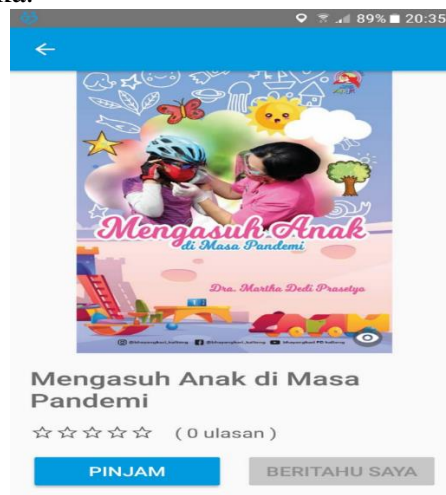 89% 20:35
Mengasuh Anak
di Masa Pandemi
Dra. Martha Dedi Prasetyo
Mengasuh Anak di Masa
Pandemi
(0 ulasan)
PINJAM
BERITAHU SAYA